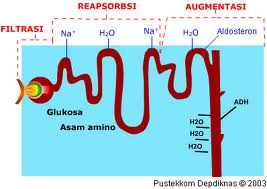 REAPSORBSI
AUGMENTASI
FILTRASI
Na⁺
H₂O
Na⁺
H₂O
Aldosteron
Glukosa
Asam amino
ADH
H2O
H2O
H2O
Pustekkom Depdiknas © 2003